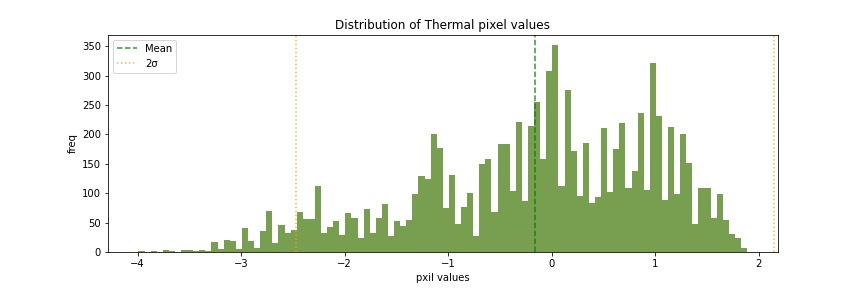 Distribution of Thermal pixel values
Mean
2σ
freq
350
300
250
200
150
100
50
0
−4 −3 −2 −1 0 1 2
pxil values